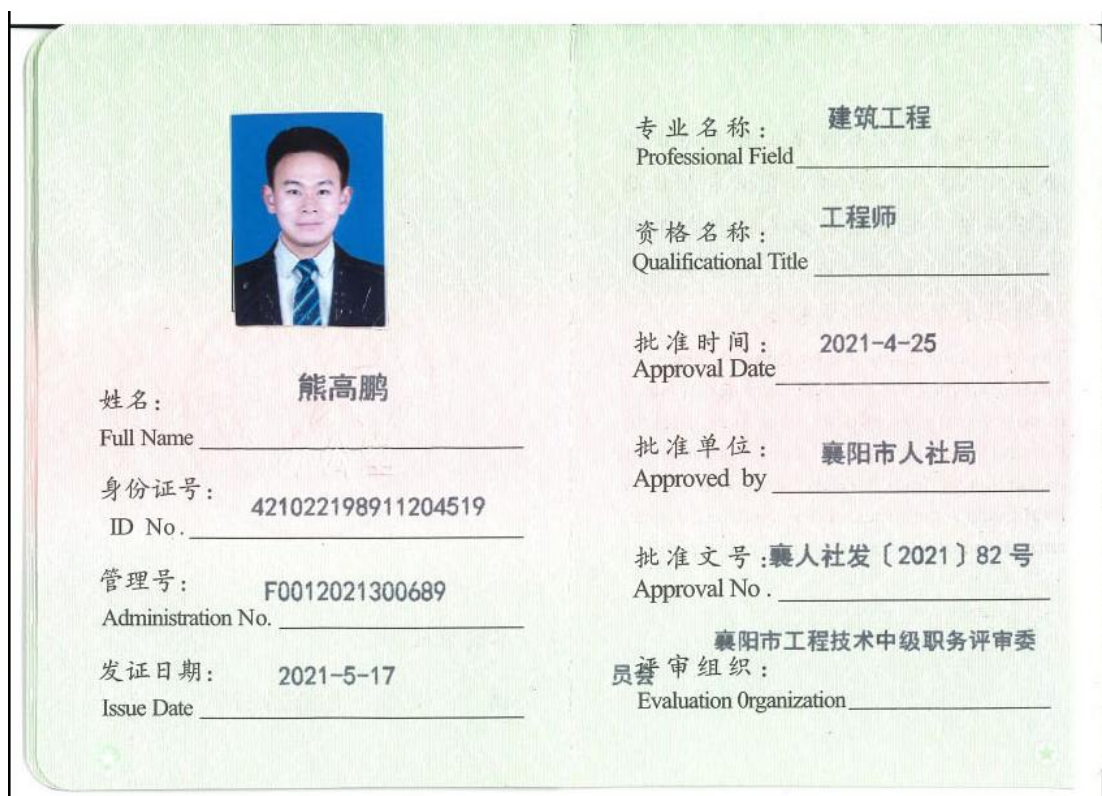 姓名: 熊高鹏
Full Name
身份证号: 421022198911204519
ID No.
管理号: F0012021300689
Administration No.
发证日期: 2021-5-17
Issue Date
专业名称: 建筑工程
Professional Field
资格名称: 工程师
Qualificational Title
批准时间: 2021-4-25
Approval Date
批准单位: 襄阳市人社局
Approved by
批准文号:襄人社发〔2021〕82 号
Approval No.
襄阳市工程技术中级职务评审委
员会
评审组织:
Evaluation 0rganization